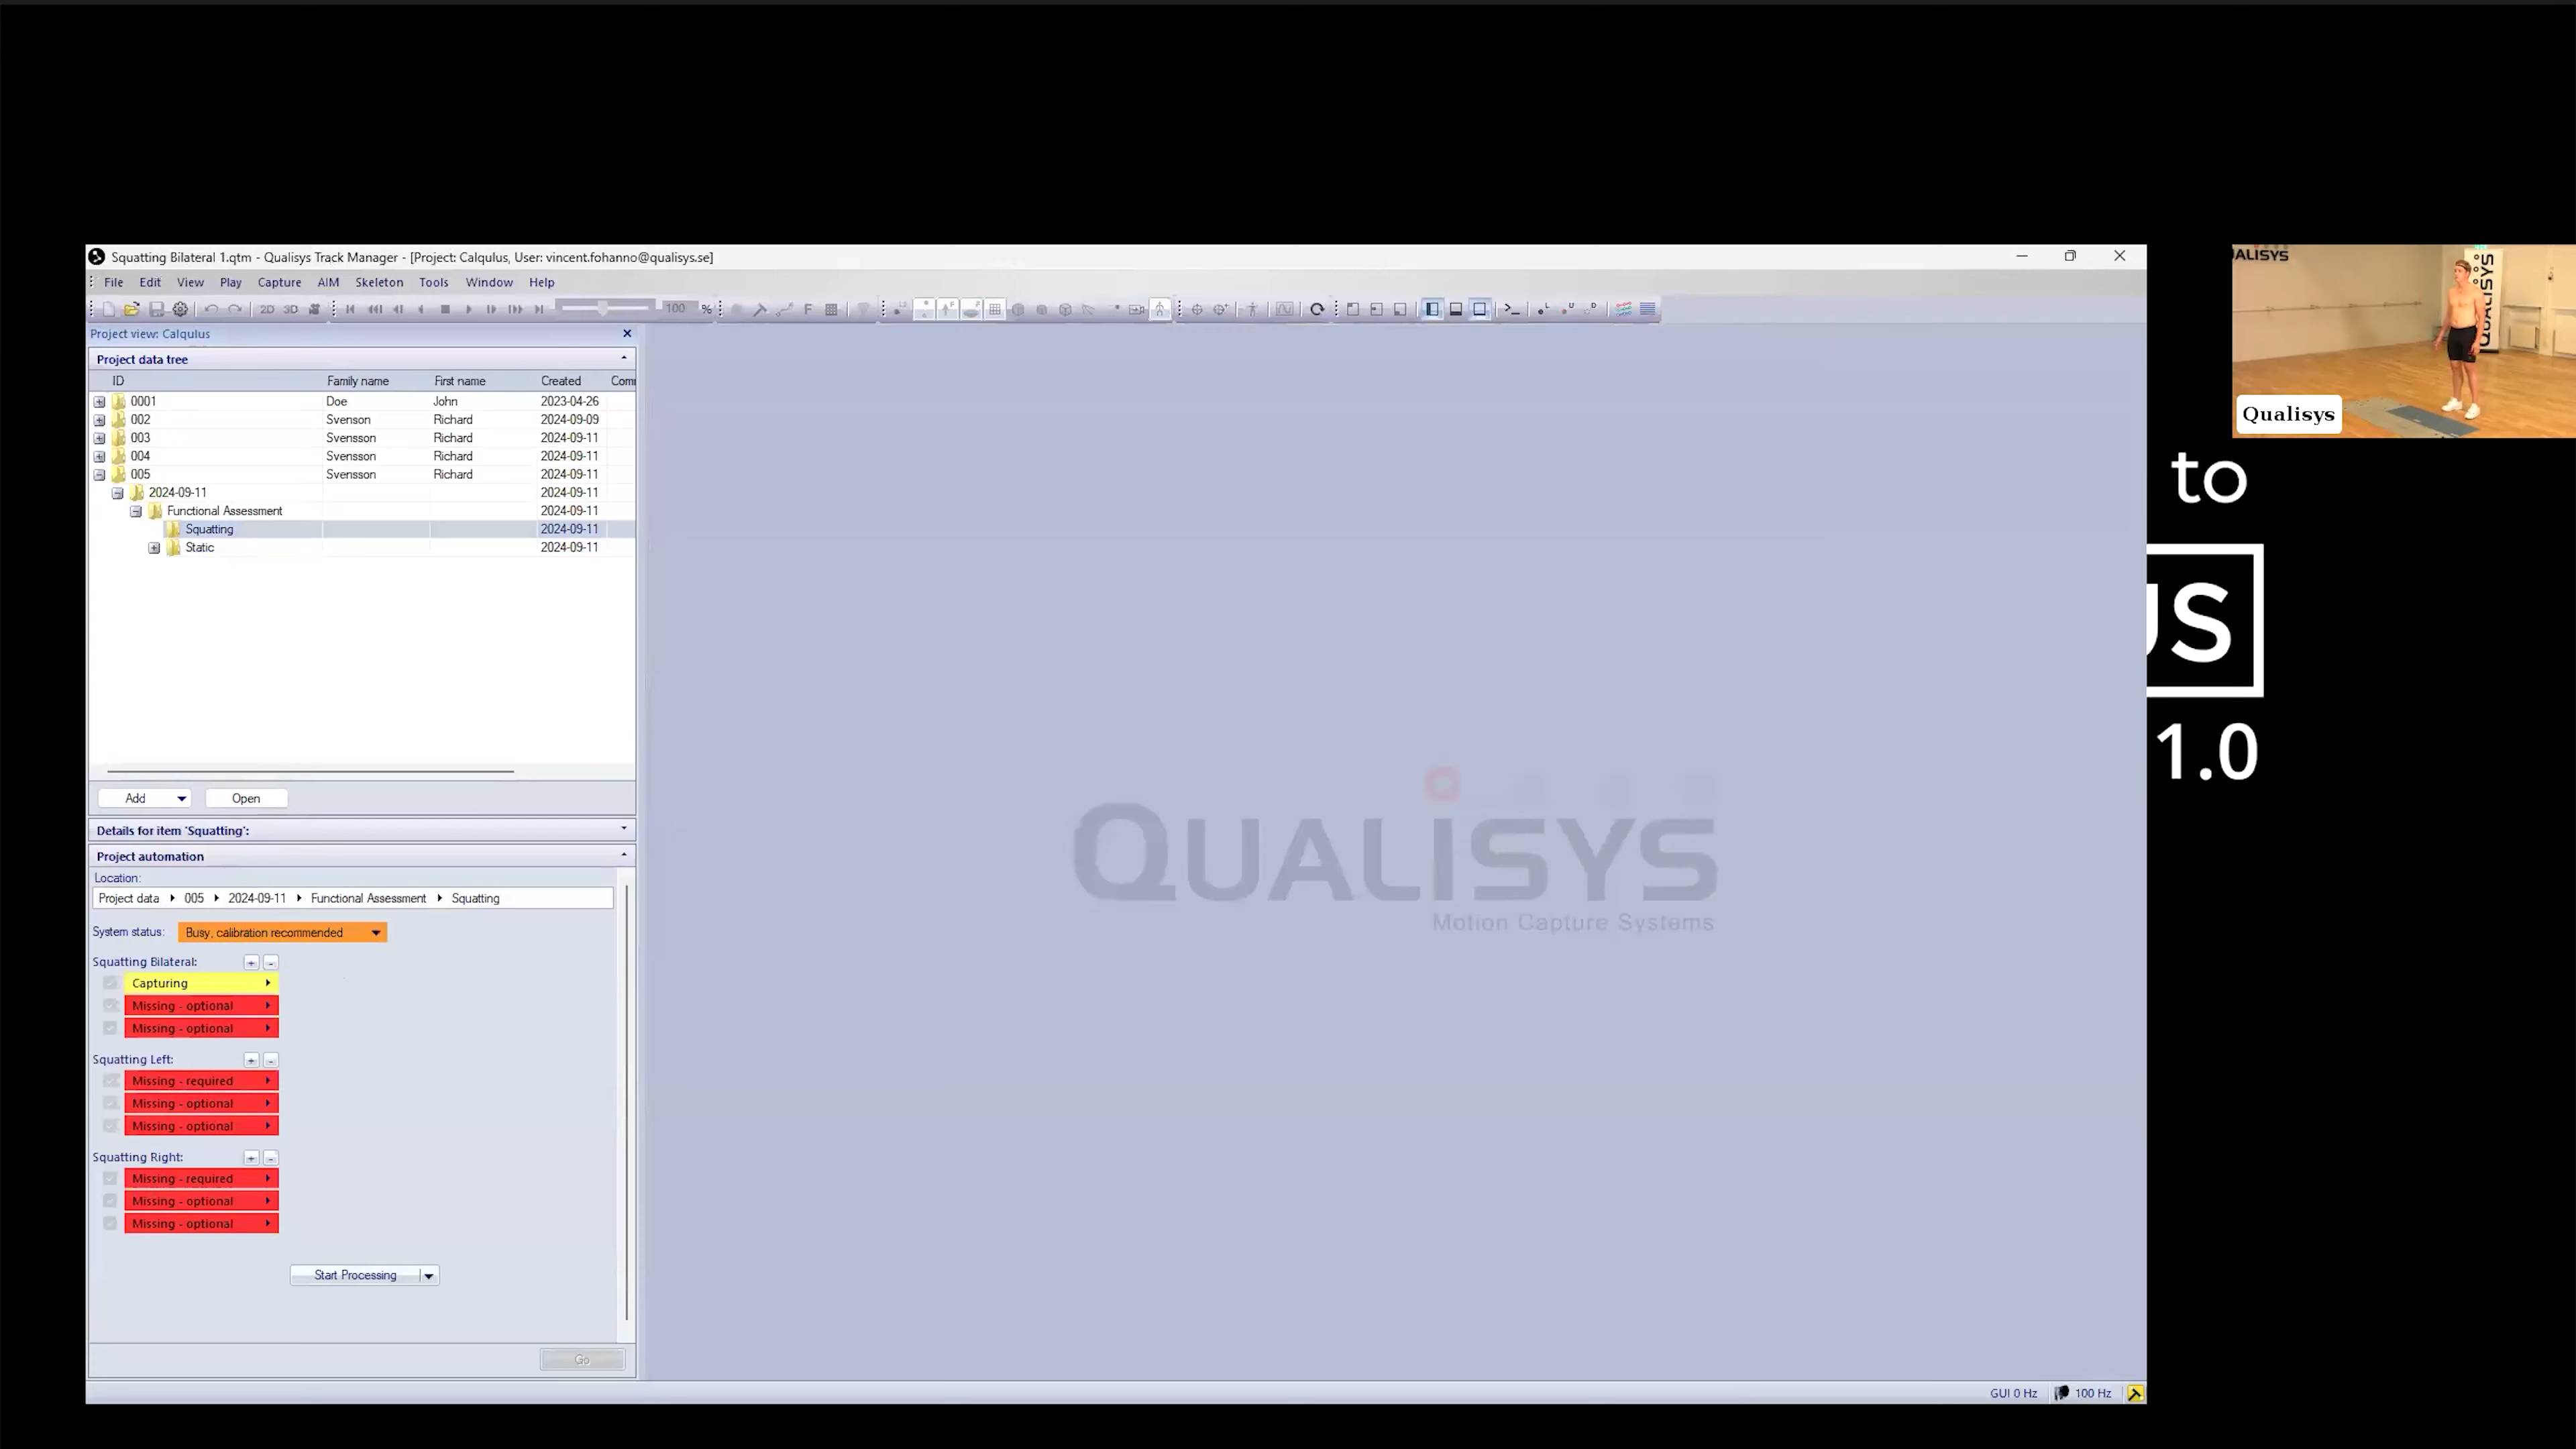 Squatting Bilateral 1.qtm - Qualisys Track Manager - [Project: Calqulus, User: vincent.fohanno@qualisys.se]
File Edit View Play Capture AIM Skeleton Tools Window Help
2D 3D 100 % F
Project view: Calqulus
Project data tree
ID Family name First name Created Com
0001 Doe John 2023-04-26
002 Svenson Richard 2024-09-09
003 Svensson Richard 2024-09-11
004 Svensson Richard 2024-09-11
005 Svensson Richard 2024-09-11
2024-09-11 2024-09-11
Functional Assessment 2024-09-11
Squatting 2024-09-11
Static 2024-09-11
Add Open
Details for item 'Squatting':
Project automation
Location:
Project data 005 2024-09-11 Functional Assessment Squatting
System status: Busy, calibration recommended
Squatting Bilateral: + -
Capturing
Missing - optional
Missing - optional
Squatting Left: + -
Missing - required
Missing - optional
Missing - optional
Squatting Right: + -
Missing - required
Missing - optional
Missing - optional
Start Processing
Go
QUALISYS
Motion Capture Systems
GUI 0 Hz 100 Hz
ALISYS
QUALISYS
Qualisys
to
US
1.0